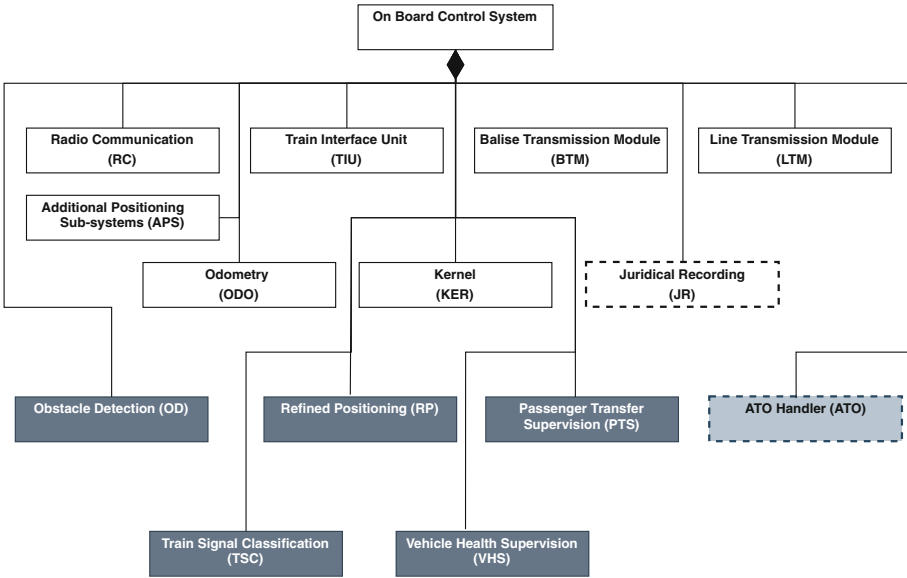 On Board Control System
Radio Communication
(RC)
Train Interface Unit
(TIU)
Balise Transmission Module
(BTM)
Line Transmission Module
(LTM)
Additional Positioning
Sub-systems (APS)
Odometry
(ODO)
Kernel
(KER)
Juridical Recording
(JR)
Obstacle Detection (OD)
Refined Positioning (RP)
Passenger Transfer
Supervision (PTS)
ATO Handler (ATO)
Train Signal Classification
(TSC)
Vehicle Health Supervision
(VHS)